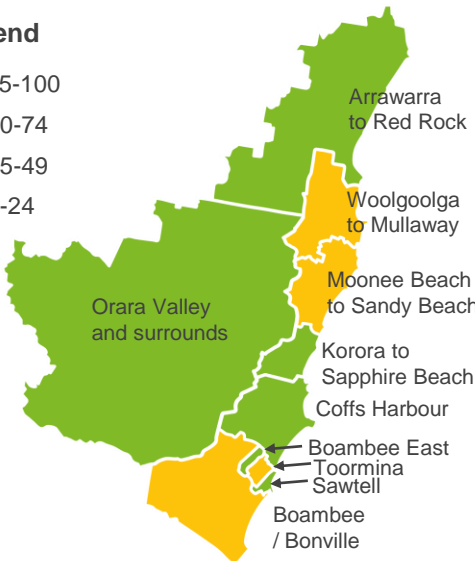 end
5-100
0-74
5-49
-24
Arrawarra
to Red Rock
Woolgoolga
to Mullaway
Moonee Beach
to Sandy Beach
Orara Valley
and surrounds
Korora to
Sapphire Beach
Coffs Harbour
Boambee East
Toormina
Sawtell
Boambee
/ Bonville